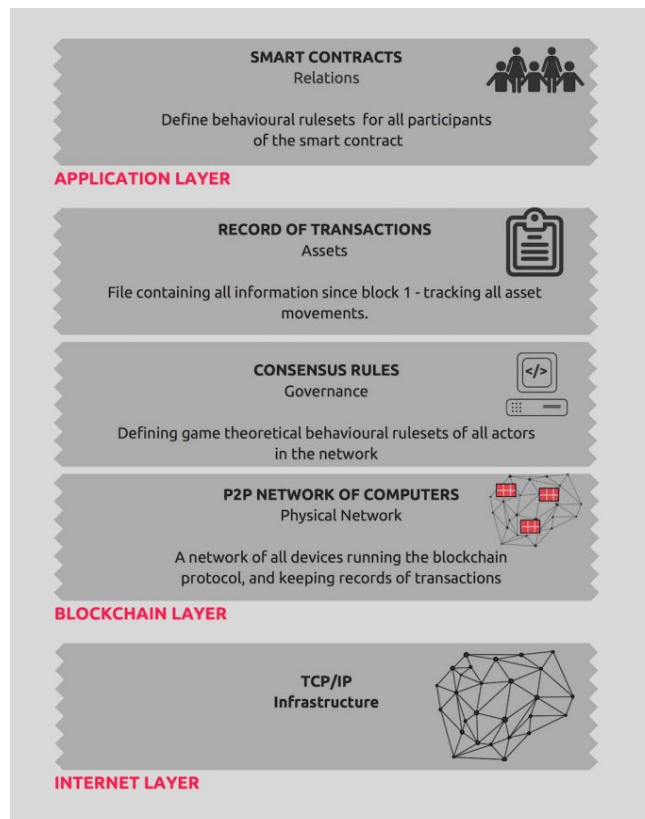 SMART CONTRACTS
Relations
Define behavioural rulesets for all participants
of the smart contract
APPLICATION LAYER
RECORD OF TRANSACTIONS
Assets
File containing all information since block 1 - tracking all asset
movements.
CONSENSUS RULES
Governance
</>
Defining game theoretical behavioural rulesets of all actors
in the network
P2P NETWORK OF COMPUTERS
Physical Network
A network of all devices running the blockchain
protocol, and keeping records of transactions
BLOCKCHAIN LAYER
TCP/IP
Infrastructure
INTERNET LAYER